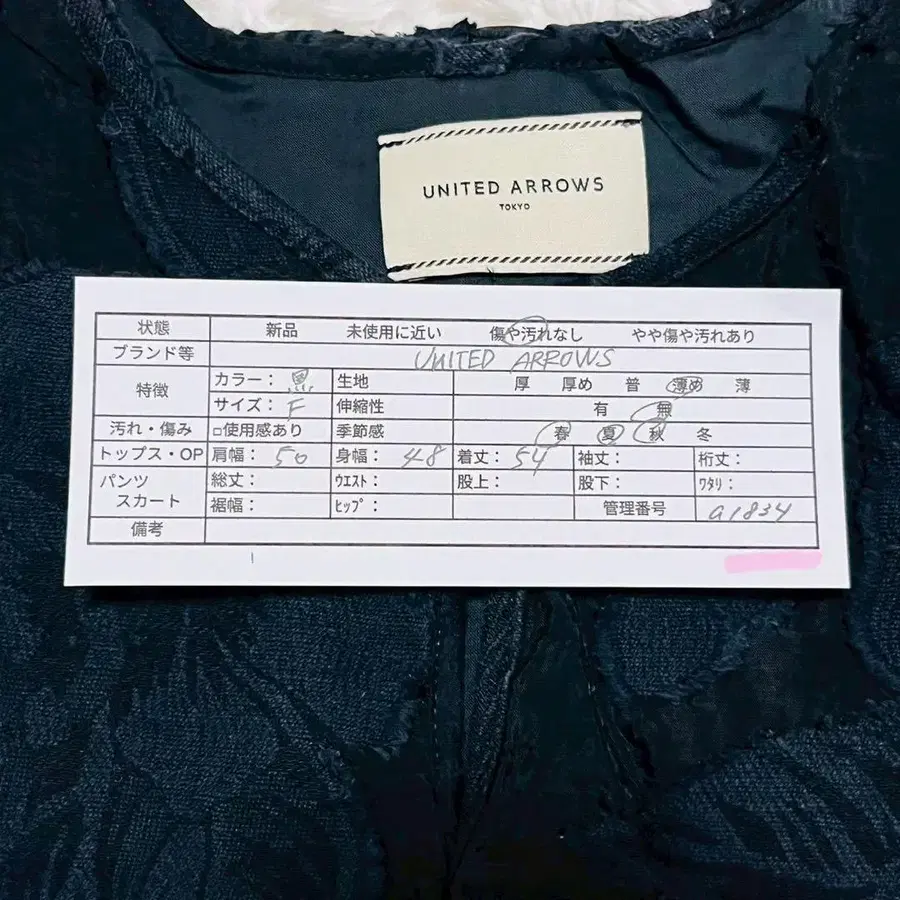 UNITED ARROWS
TOKYO
状態 新品 未使用に近い 傷や汚れなし やや傷や汚れあり
ブランド等 UNITED ARROWS
特徴 カラー： 黒 生地 厚 厚め 普 薄め 薄
サイズ： F 伸縮性 有 無
汚れ・傷み □使用感あり 季節感 春 夏 秋 冬
トップス・OP 肩幅： 50 身幅： 48 着丈： 54 袖丈： 裄丈：
パンツ 総丈： ｳｴｽﾄ： 股上： 股下： ﾜﾀﾘ：
スカート 裾幅： ﾋｯﾌﾟ： 管理番号 a1834
備考